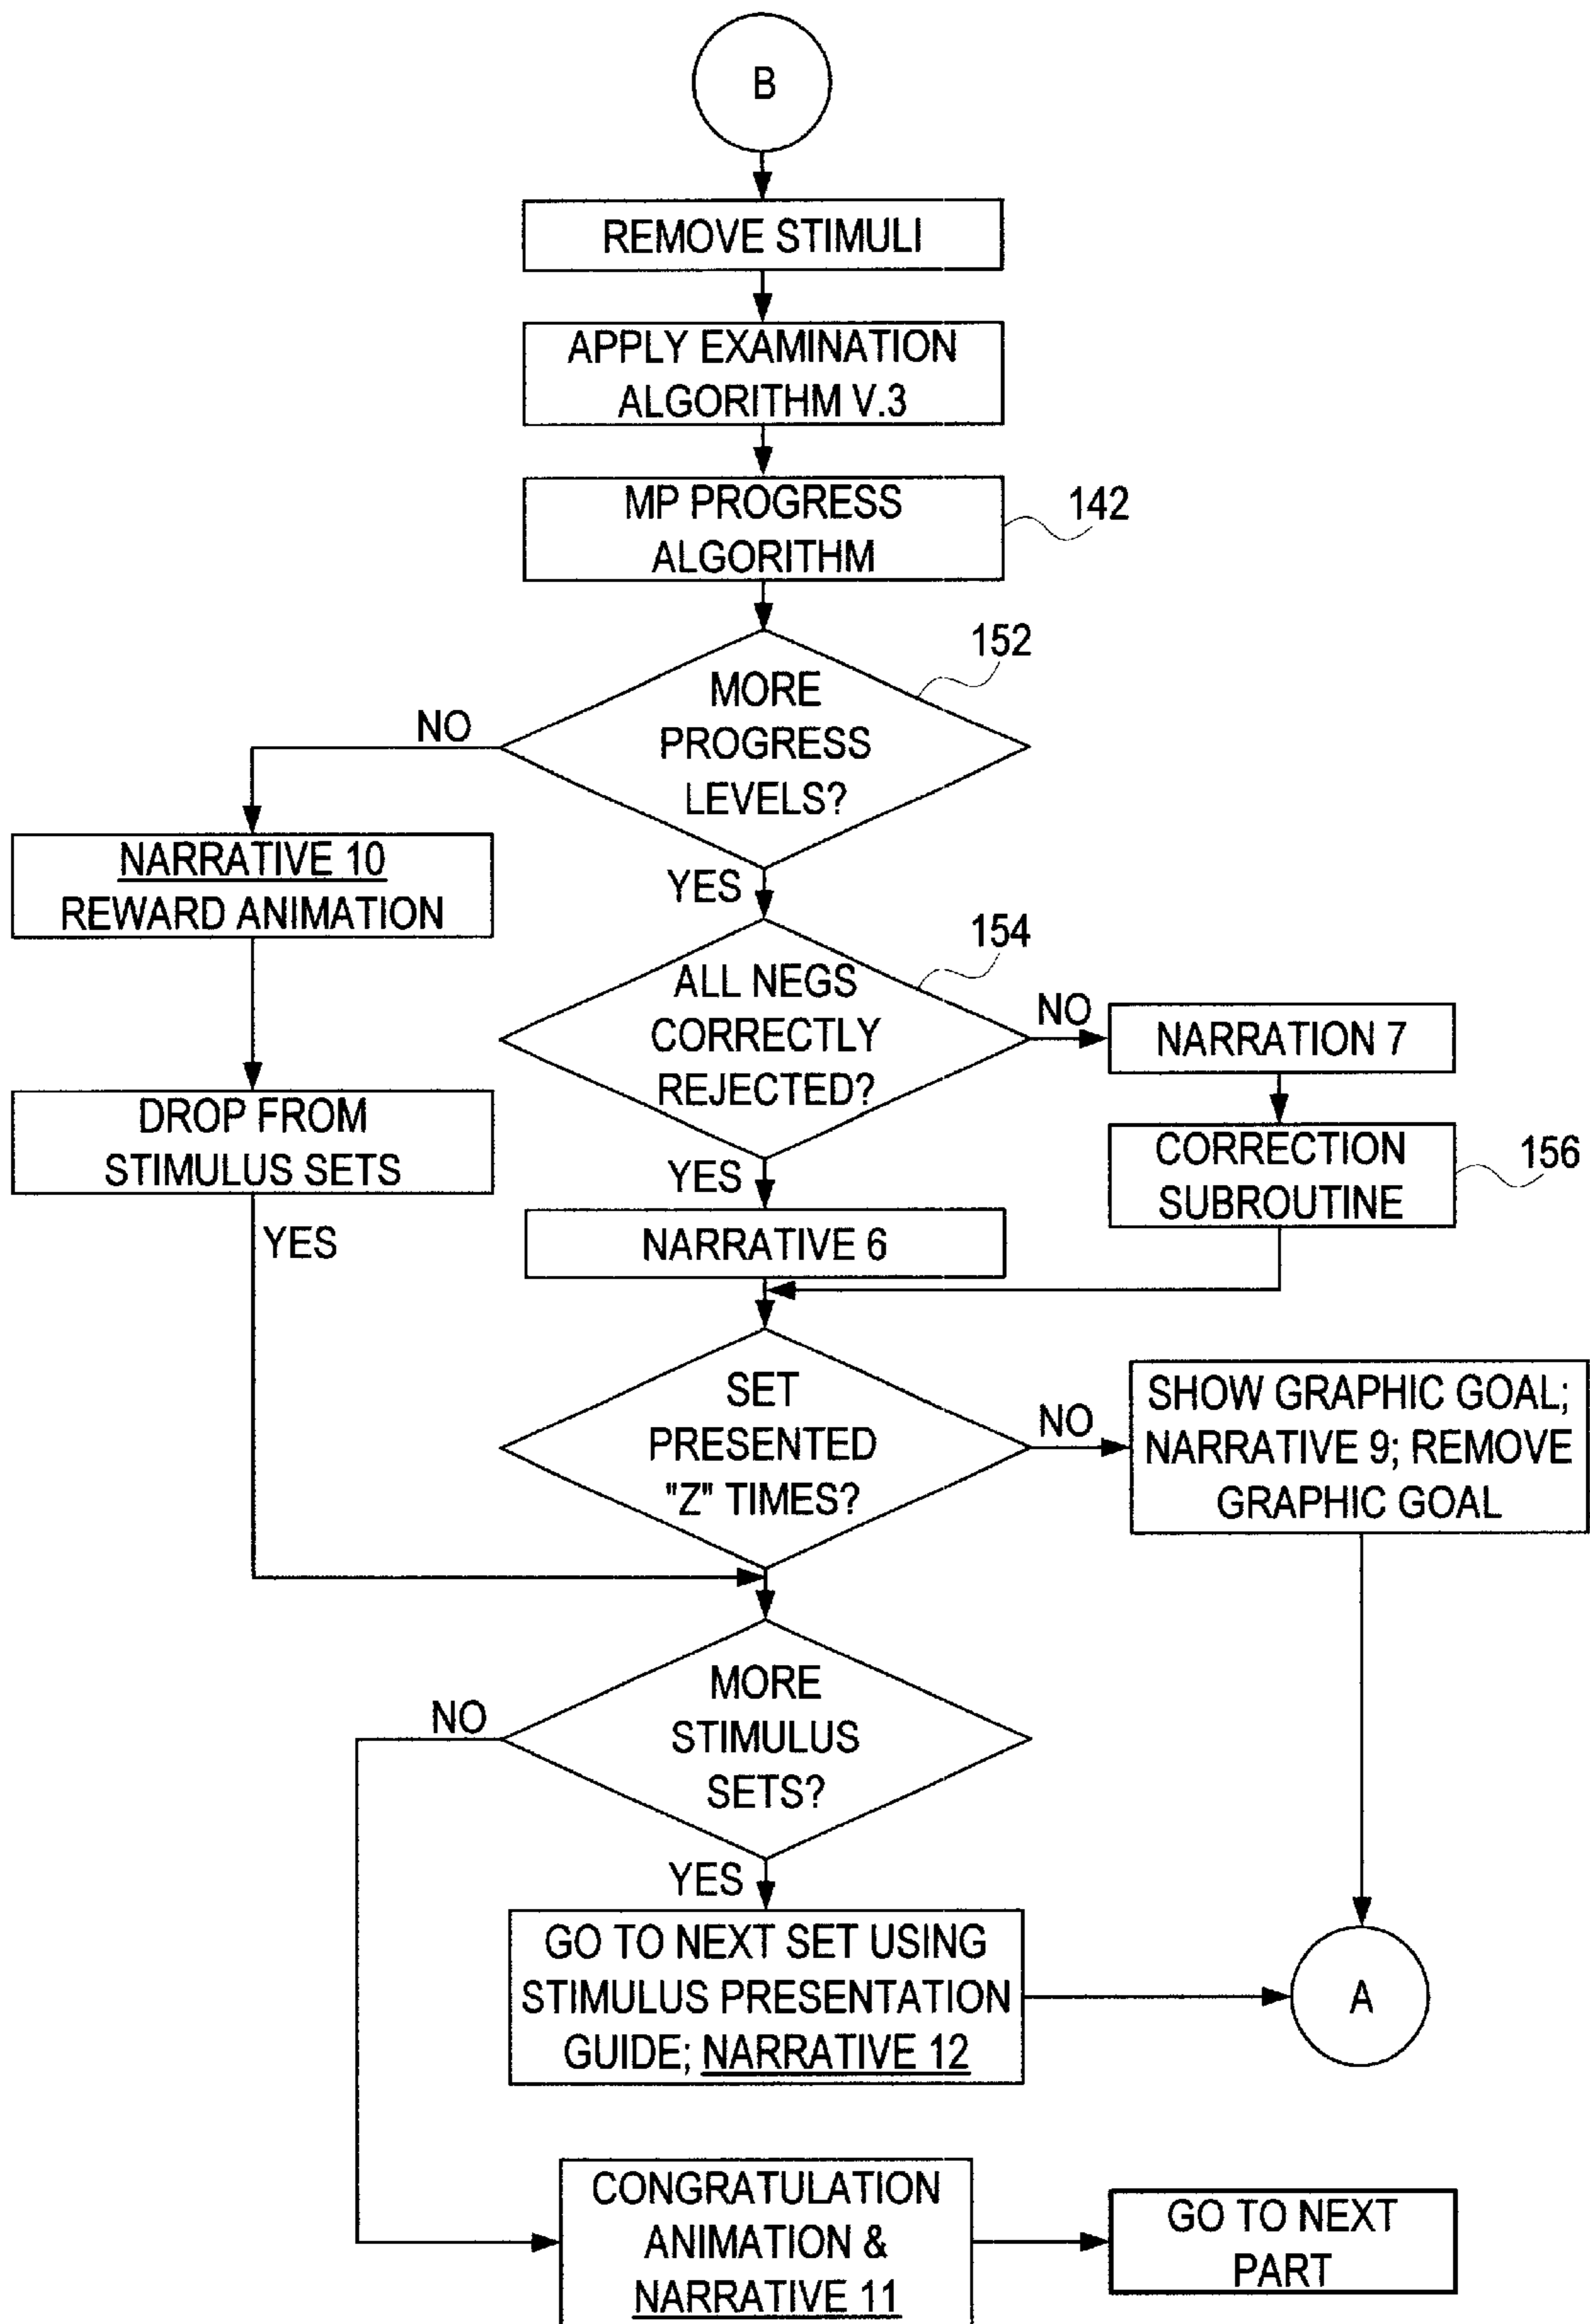 B
REMOVE STIMULI
APPLY EXAMINATION
ALGORITHM V.3
MP PROGRESS
ALGORITHM
142
152
MORE
PROGRESS
LEVELS?
NO
NARRATIVE 10
REWARD ANIMATION
YES
154
ALL NEGS
CORRECTLY
REJECTED?
NO
NARRATION 7
DROP FROM
STIMULUS SETS
CORRECTION
SUBROUTINE
156
YES
YES
NARRATIVE 6
SET
PRESENTED
"Z" TIMES?
NO
SHOW GRAPHIC GOAL;
NARRATIVE 9; REMOVE
GRAPHIC GOAL
MORE
STIMULUS
SETS?
NO
YES
GO TO NEXT SET USING
STIMULUS PRESENTATION
GUIDE; NARRATIVE 12
A
CONGRATULATION
ANIMATION &
NARRATIVE 11
GO TO NEXT
PART